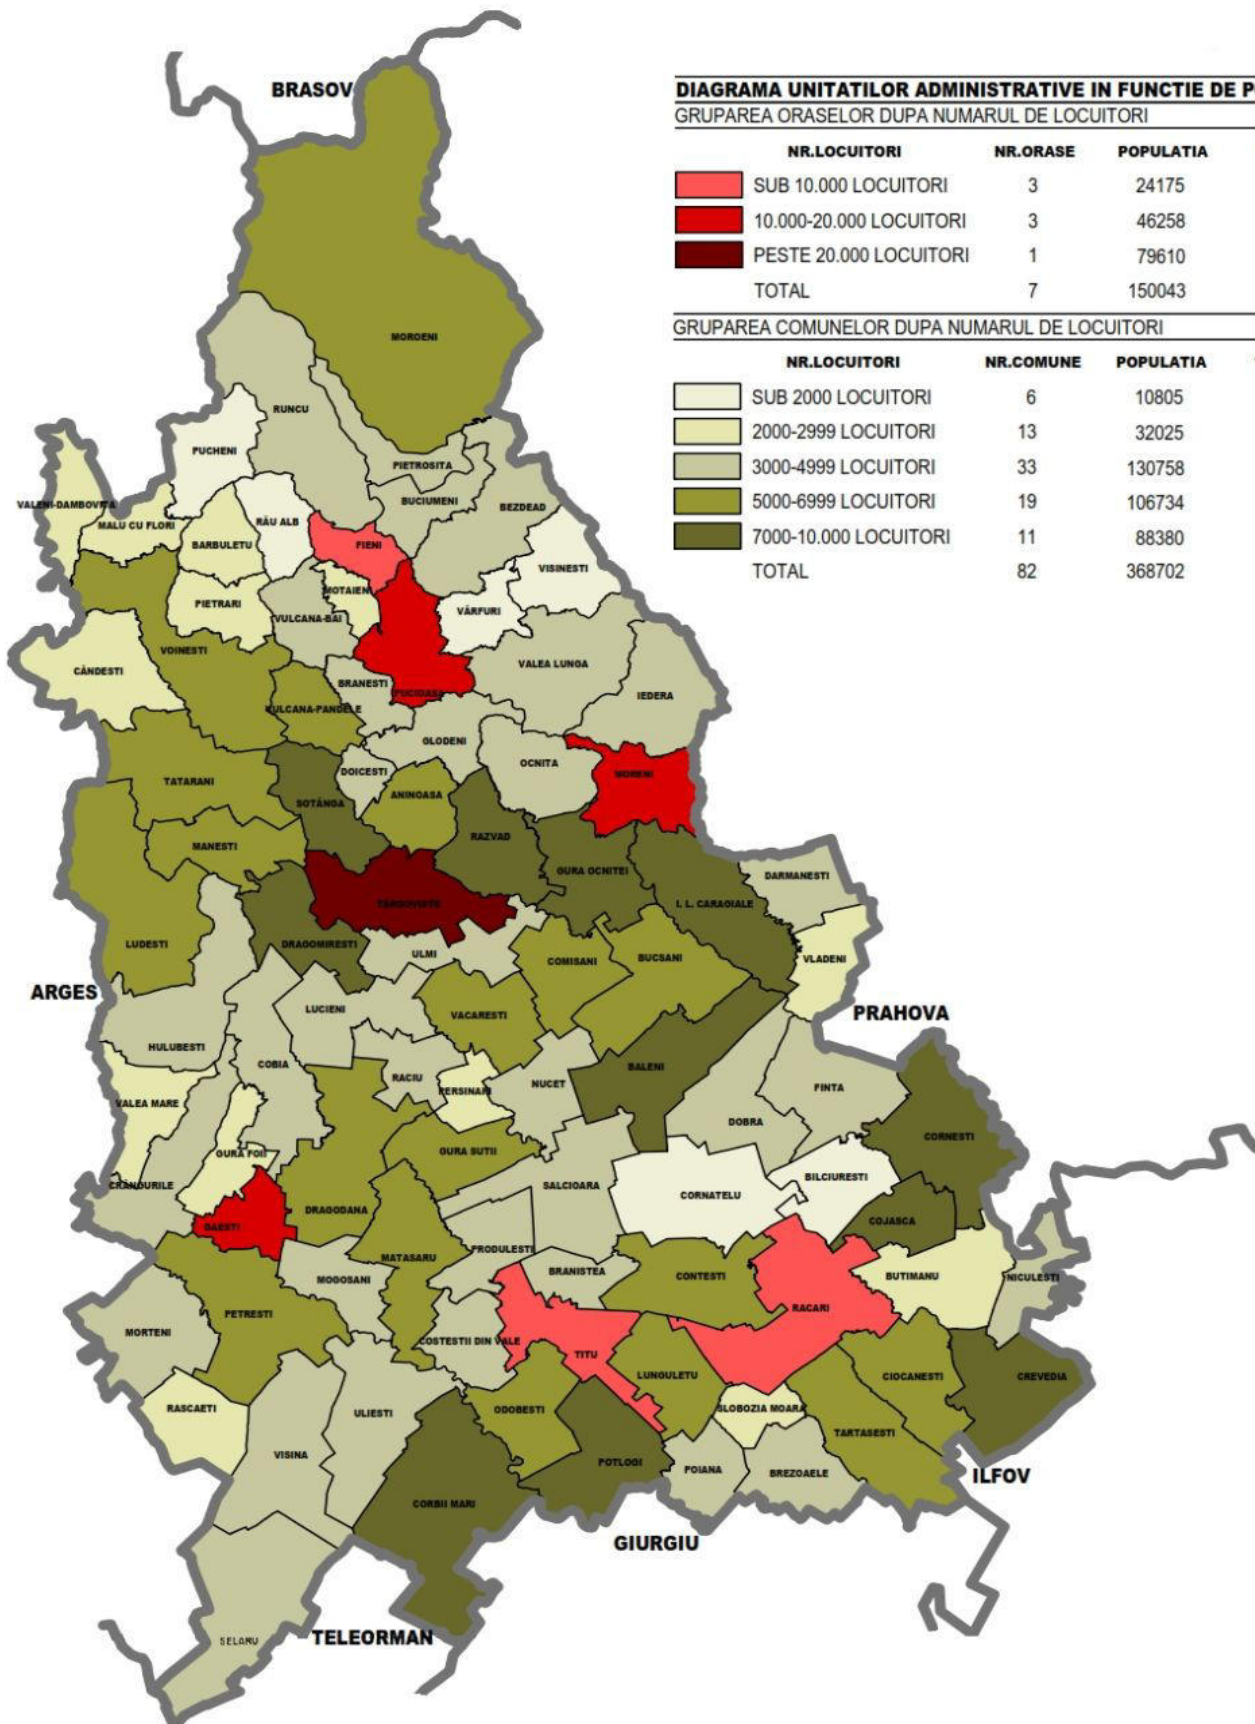 BRASOV
DIAGRAMA UNITATILOR ADMINISTRATIVE IN FUNCTIE DE P
GRUPAREA ORASELOR DUPA NUMARUL DE LOCUITORI
NR.LOCUITORI NR.ORASE POPULATIA
SUB 10.000 LOCUITORI 3 24175
10.000-20.000 LOCUITORI 3 46258
PESTE 20.000 LOCUITORI 1 79610
TOTAL 7 150043
GRUPAREA COMUNELOR DUPA NUMARUL DE LOCUITORI
NR.LOCUITORI NR.COMUNE POPULATIA
SUB 2000 LOCUITORI 6 10805
2000-2999 LOCUITORI 13 32025
3000-4999 LOCUITORI 33 130758
5000-6999 LOCUITORI 19 106734
7000-10.000 LOCUITORI 11 88380
TOTAL 82 368702
MOROENI
RUNCU
PUCHENI
PIETROSITA
BUCIUMENI
BEZDEAD
VALENI-DAMBOVITA
MALU CU FLORI
RÂU ALB
BARBULETU
FIENI
VISINESTI
MOTAIENI
PIETRARI
VULCANA-BAI
VÂRFURI
VOINESTI
CÂNDESTI
VALEA LUNGA
BRANESTI
PUCIOASA
IEDERA
VULCANA-PANDELE
GLODENI
OCNITA
DOICESTI
MORENI
TATARANI
ANINOASA
SOTÂNGA
RAZVAD
MANESTI
GURA OCNITEI
DARMANESTI
TÂRGOVISTE
I. L. CARAGIALE
LUDESTI
DRAGOMIRESTI
ULMI
COMISANI
BUCSANI
VLADENI
ARGES
LUCIENI
VACARESTI
PRAHOVA
HULUBESTI
COBIA
RACIU
PERSINARI
NUCET
BALENI
FINTA
VALEA MARE
DOBRA
CORNESTI
GURA FOII
GURA SUTII
CRÂNGURILE
SALCIOARA
BILCIURESTI
CORNATELU
DRAGODANA
GAESTI
COJASCA
MATASARU
PRODULESTI
MOGOSANI
BRANISTEA
CONTESTI
BUTIMANU
NICULESTI
PETRESTI
RACARI
MORTENI
COSTESTII DIN VALE
TITU
LUNGULETU
CIOCANESTI
CREVEDIA
RASCAETI
ULIESTI
ODOBESTI
SLOBOZIA MOARA
TARTASESTI
VISINA
POTLOGI
POIANA
BREZOAELE
ILFOV
CORBII MARI
GIURGIU
TELEORMAN
SELARU